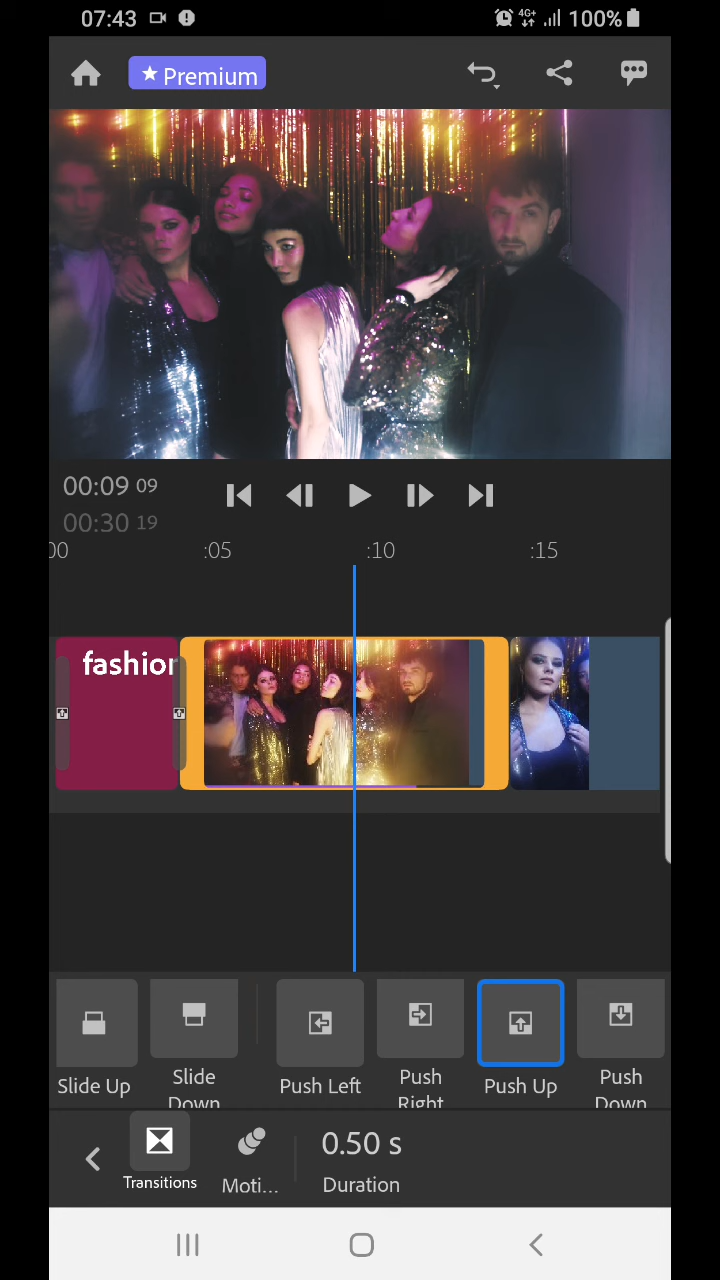 07:43
4G+
100%
Premium
00:09 09
00:30 19
00
:05
:10
:15
fashion
Slide Up
Slide Down
Push Left
Push Right
Push Up
Push Down
Transitions
Moti...
0.50 s
Duration